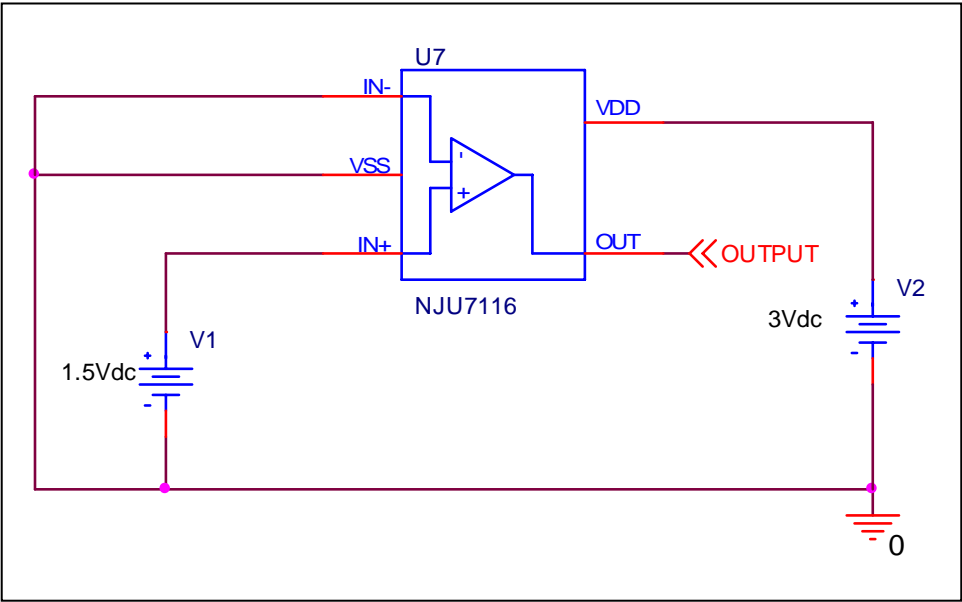 U7
IN-
VDD
VSS
-
+
IN+
OUT
OUTPUT
NJU7116
V2
+
3Vdc
-
V1
+
1.5Vdc
-
0